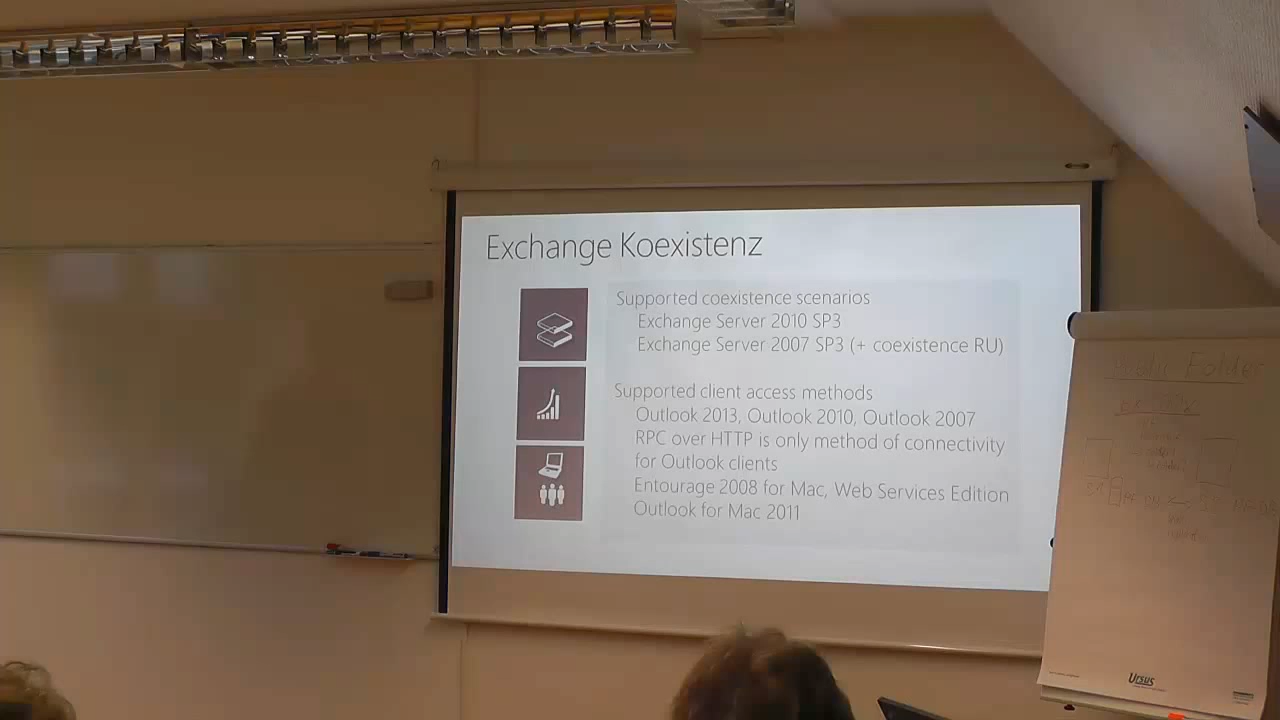 Exchange Koexistenz
Supported coexistence scenarios
Exchange Server 2010 SP3
Exchange Server 2007 SP3 (+ coexistence RU)
Supported client access methods
Outlook 2013, Outlook 2010, Outlook 2007
RPC over HTTP is only method of connectivity
for Outlook clients
Entourage 2008 for Mac, Web Services Edition
Outlook for Mac 2011
Public Folder
Ursus